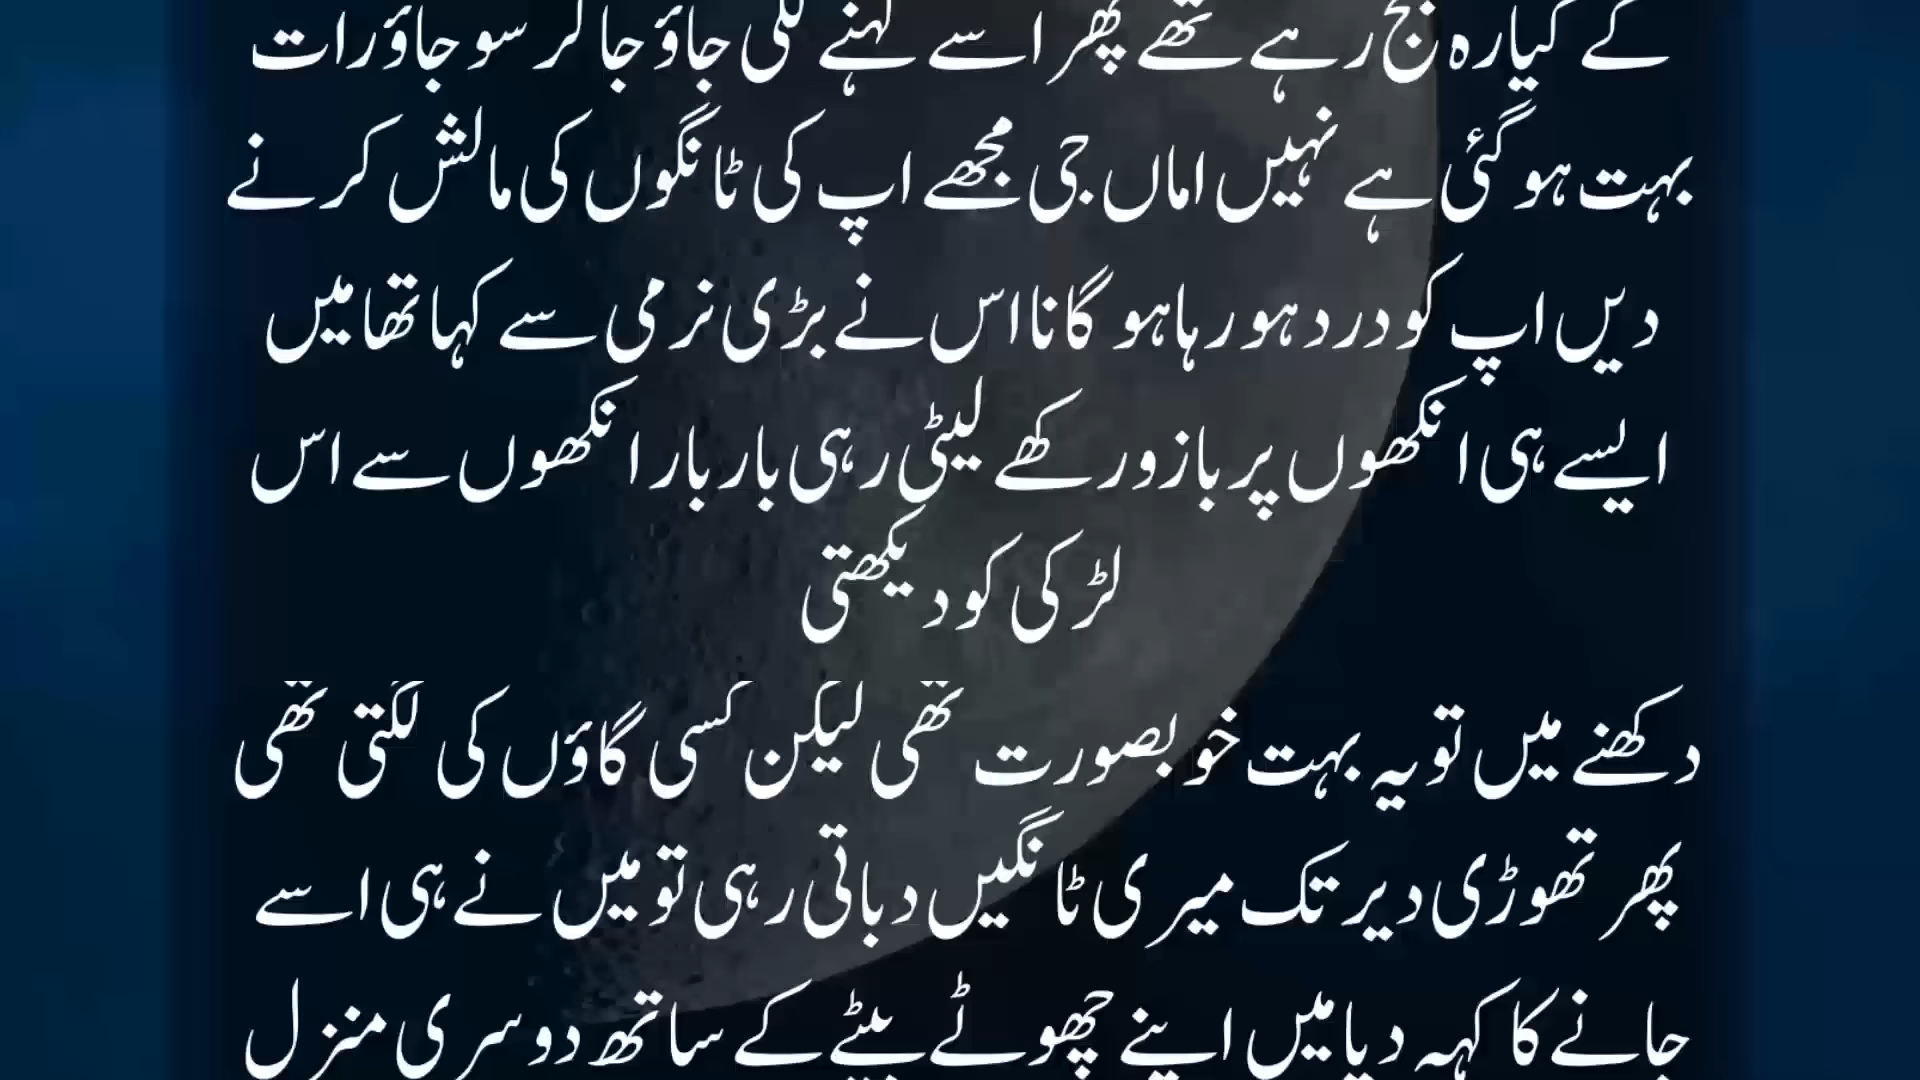 کے گیارہ بج رہے تھے پھر اسے کہنے لگی جاؤ جا کر سو جاؤ رات
بہت ہو گئی ہے نہیں اماں جی مجھے اپ کی ٹانگوں کی مالش کرنے
دیں اپ کو درد ہو رہا ہو گا نا اس نے بڑی نرمی سے کہا تھا میں
ایسے ہی انکھوں پر بازو رکھے لیٹی رہی بار بار انکھوں سے اس
لڑکی کو دیکھتی
دکھنے میں تو یہ بہت خوبصورت تھی لیکن کسی گاؤں کی لگتی تھی
پھر تھوڑی دیر تک میری ٹانگیں دباتی رہی تو میں نے ہی اسے
جانے کا کہہ دیا میں اپنے چھوٹے بیٹے کے ساتھ دوسری منزل